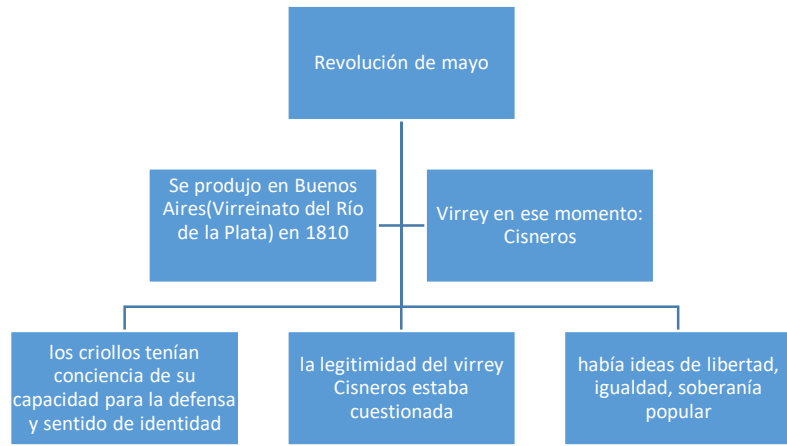 Revolución de mayo
Se produjo en Buenos
Aires(Virreinato del Río
de la Plata) en 1810
Virrey en ese momento:
Cisneros
los criollos tenían
conciencia de su
capacidad para la defensa
y sentido de identidad
la legitimidad del virrey
Cisneros estaba
cuestionada
había ideas de libertad,
igualdad, soberanía
popular